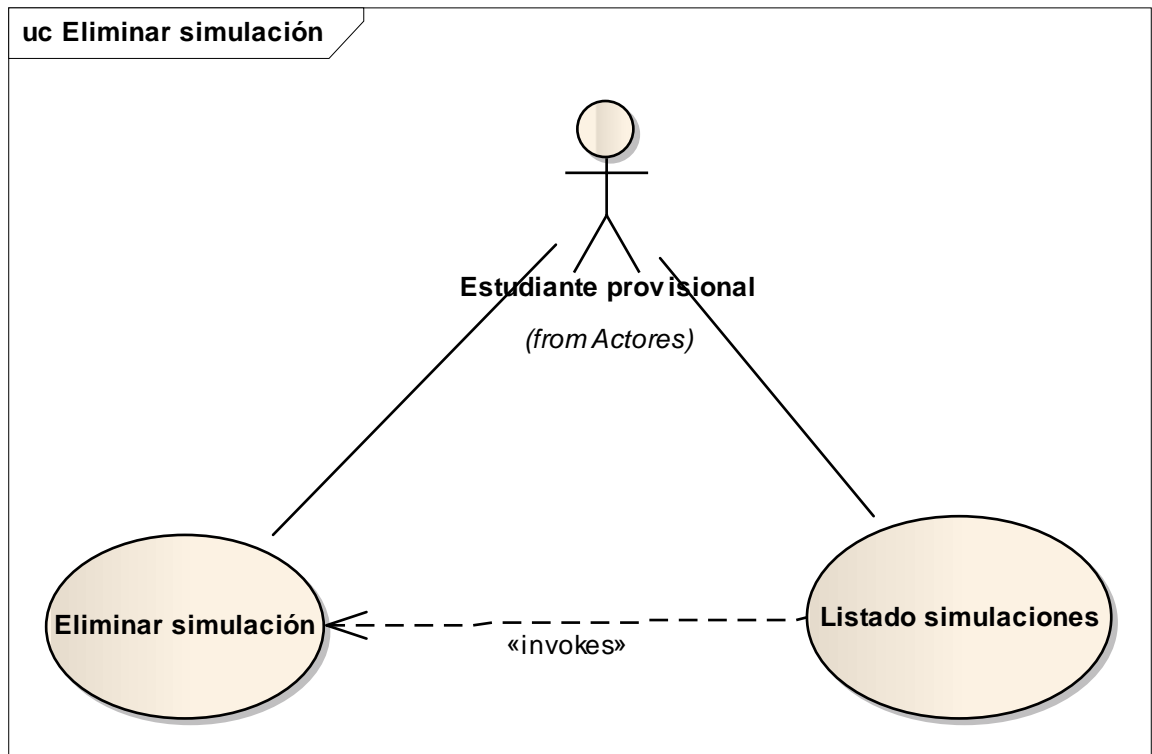 uc Eliminar simulación
Estudiante provisional
(from Actores)
Eliminar simulación
Listado simulaciones
«invokes»